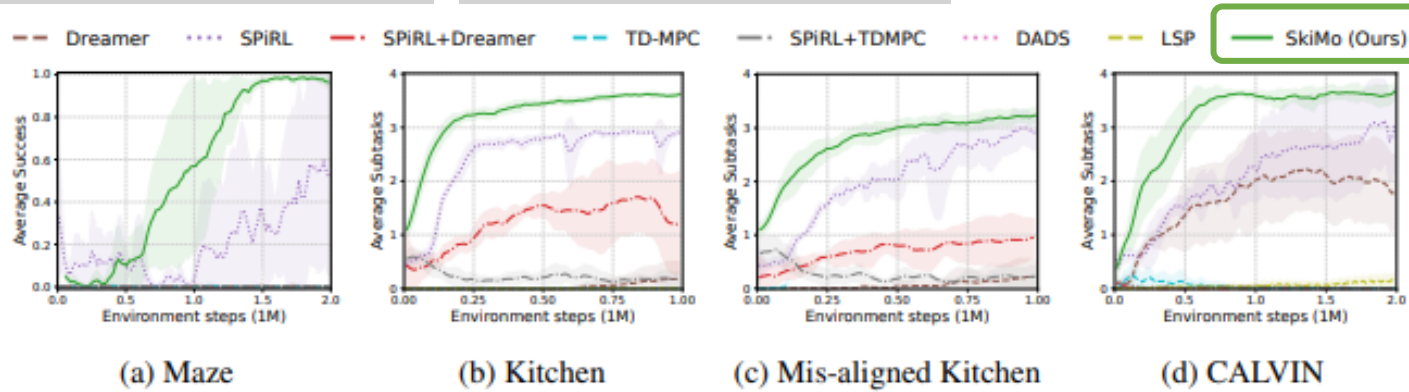 Dreamer SPiRL SPiRL+Dreamer TD-MPC SPiRL+TDMPC DADS LSP SkiMo (Ours)
Average Success
1.0
0.8
0.6
0.4
0.2
0.0
0.0 0.5 1.0 1.5 2.0
Environment steps (1M)
(a) Maze
Average Subtasks
4
3
2
1
0
0.00 0.25 0.50 0.75 1.00
Environment steps (1M)
(b) Kitchen
Average Subtasks
4
3
2
1
0
0.00 0.25 0.50 0.75 1.00
Environment steps (1M)
(c) Mis-aligned Kitchen
Average Subtasks
4
3
2
1
0
0.0 0.5 1.0 1.5 2.0
Environment steps (1M)
(d) CALVIN